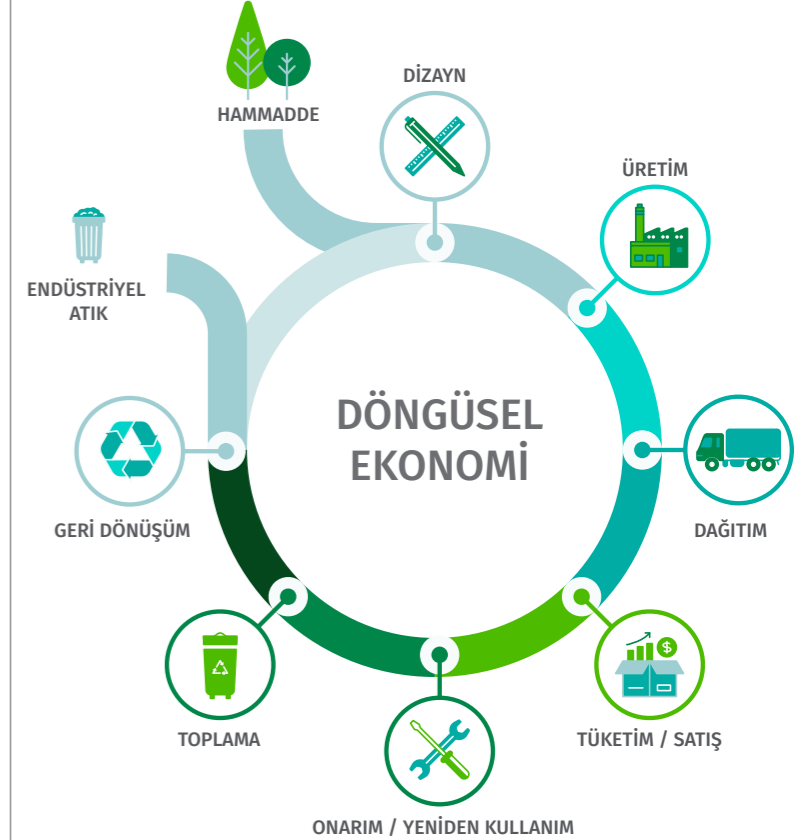 HAMMADDE
DİZAYN
ÜRETİM
ENDÜSTRİYEL
ATIK
DÖNGÜSEL
EKONOMİ
GERİ DÖNÜŞÜM
DAĞITIM
TOPLAMA
$
TÜKETİM / SATIŞ
ONARIM / YENİDEN KULLANIM